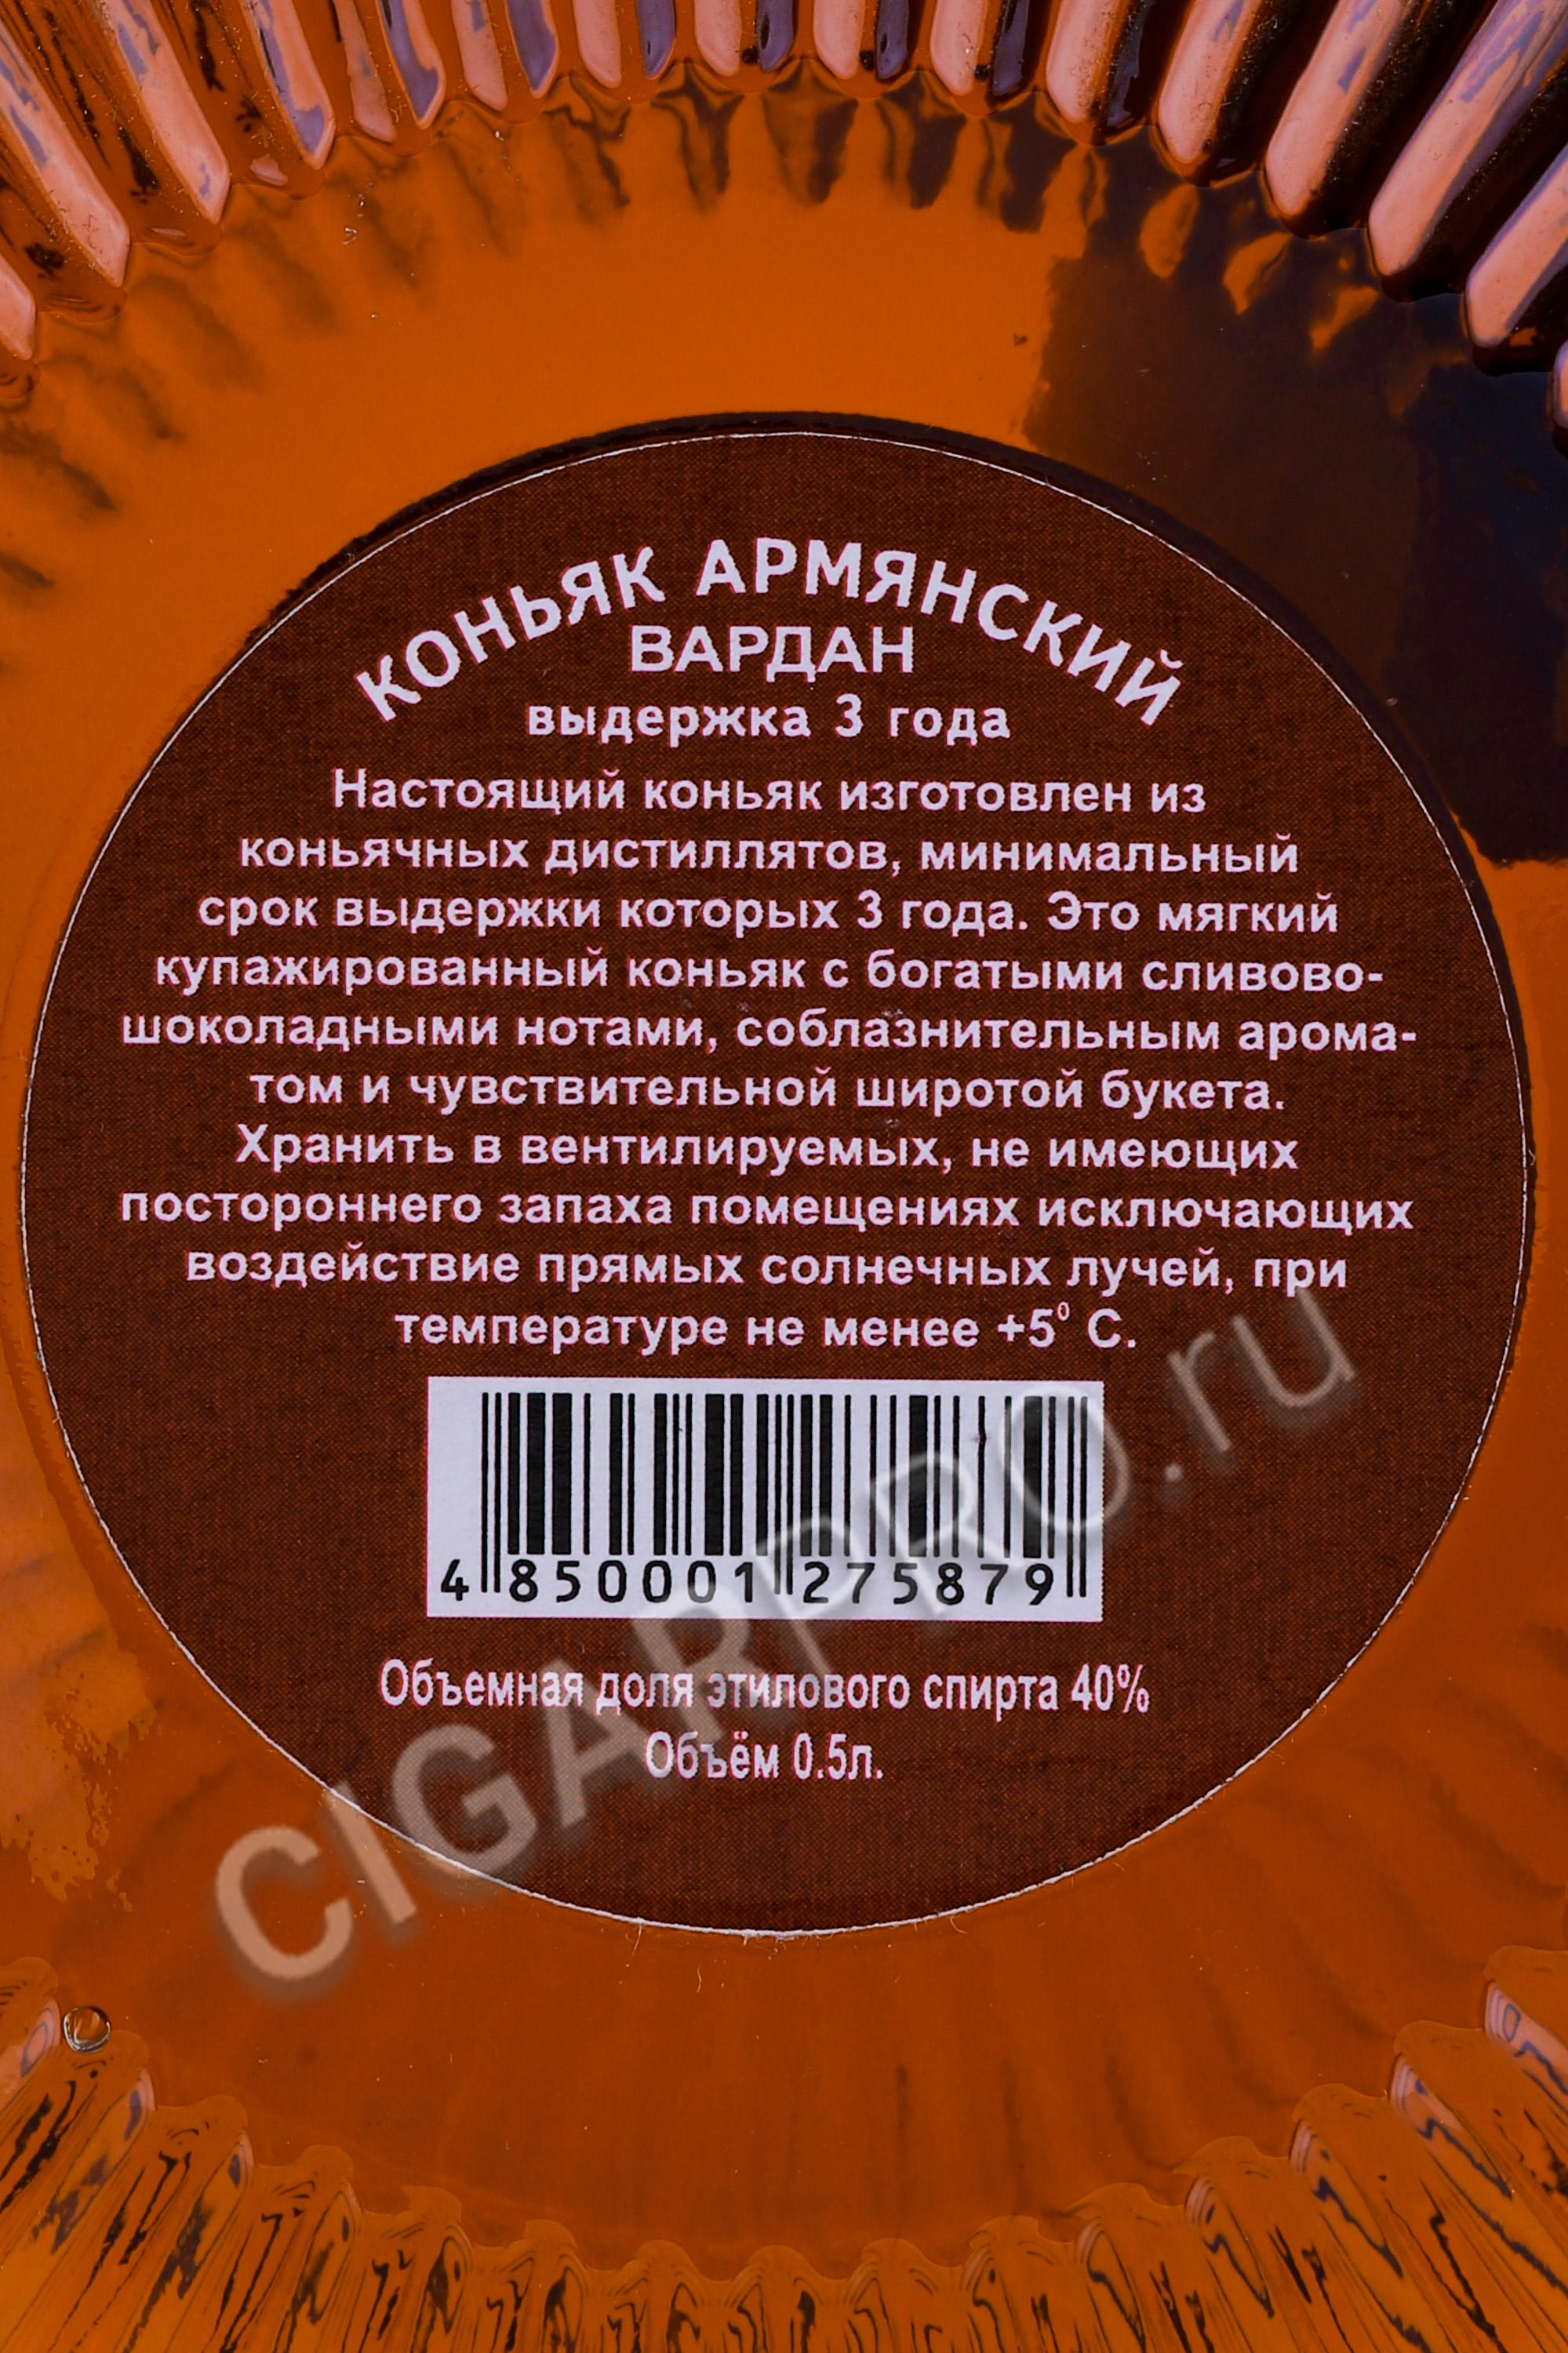 КОНЬЯК АРМЯНСКИЙ
ВАРДАН
выдержка 3 года
Настоящий коньяк изготовлен из
коньячных дистиллятов, минимальный
срок выдержки которых 3 года. Это мягкий
купажированный коньяк с богатыми сливово-
шоколадными нотами, соблазнительным арома-
том и чувствительной широтой букета.
Хранить в вентилируемых, не имеющих
постороннего запаха помещениях исключающих
воздействие прямых солнечных лучей, при
температуре не менее +5⁰ С.
4 850001 275879
Объемная доля этилового спирта 40%
Объём 0.5л.
CIGARPRO.ru